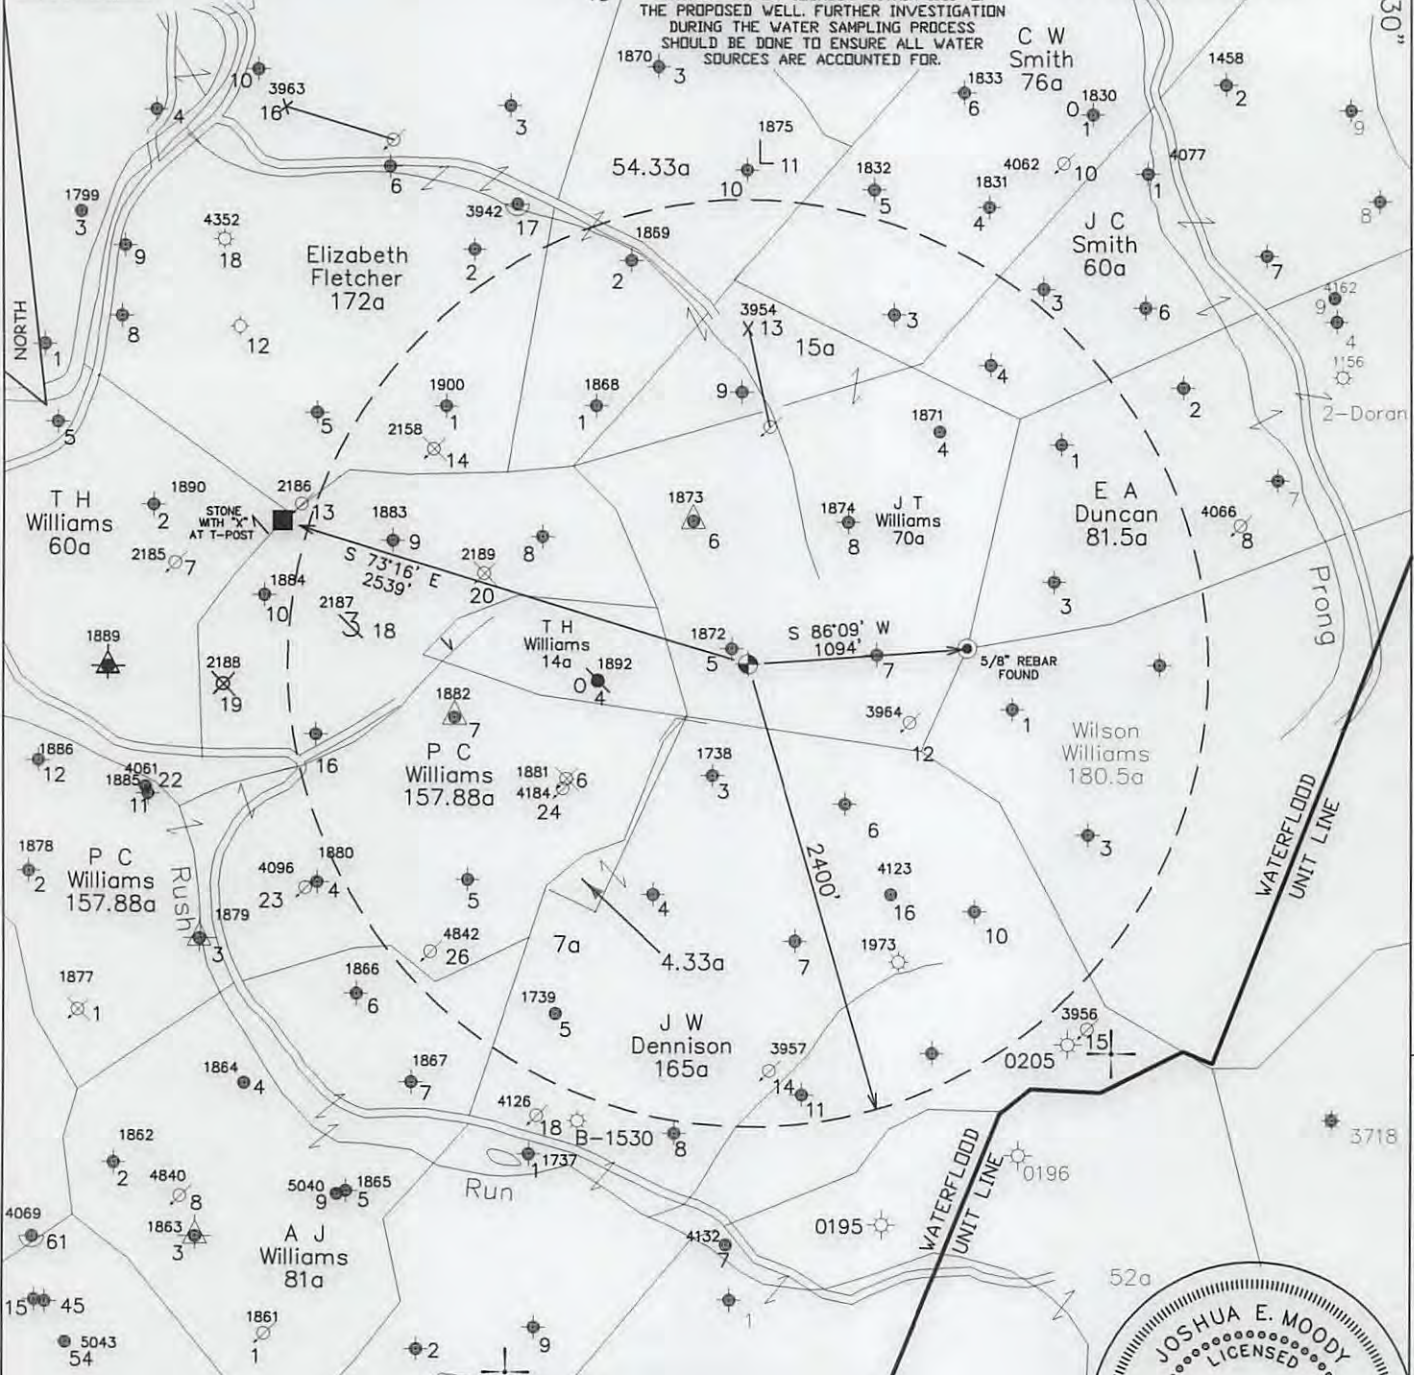 THE PROPOSED WELL. FURTHER INVESTIGATION
DURING THE WATER SAMPLING PROCESS
SHOULD BE DONE TO ENSURE ALL WATER
SOURCES ARE ACCOUNTED FOR.
30"
C W
Smith
76a
10
3963
16
4
3
1870
3
1833
6
0
1830
1
1458
2
9
1875
11
10
54.33a
6
1832
5
1831
4
4062
10
4077
1
8
1799
3
9
4352
18
3942
17
2
1869
2
Elizabeth
Fletcher
172a
J C
Smith
60a
7
3
6
4162
9
4
NORTH
1
8
12
3954
13
15a
3
1156
2-Doran
5
5
1900
1
1868
1
9
4
2
2158
14
1871
4
1
T H
Williams
60a
1890
2
STONE
WITH "X"
AT T-POST
2186
13
1883
9
8
1873
6
1874
8
J T
Williams
70a
E A
Duncan
81.5a
7
4066
8
2185
7
S 73°16' E
2539'
2189
20
1884
10
2187
3
18
3
Prong
1889
2188
19
T H
Williams
14a
1892
0
4
1872
5
S 86°09' W
1094'
7
5/8" REBAR
FOUND
1882
7
3964
12
1
Wilson
Williams
180.5a
16
1886
12
4061
22
1885
11
P C
Williams
157.88a
1881
6
4184
24
1738
3
6
3
WATERFLOOD
UNIT LINE
1878
2
P C
Williams
157.88a
Rush
4096
23
1880
4
5
4
2400'
4123
16
10
1879
3
4842
26
7a
4.33a
7
1973
1877
1
1866
6
1739
5
J W
Dennison
165a
3956
15
0205
1864
4
1867
7
3957
14
11
4126
18
B-1530
8
1737
1
3718
1862
2
4840
8
5040
9
1865
5
Run
WATERFLOOD
UNIT LINE
0196
4069
61
1863
3
A J
Williams
81a
4132
7
0195
52a
15
45
1
5043
54
1861
1
2
9
JOSHUA E. MOODY
LICENSED